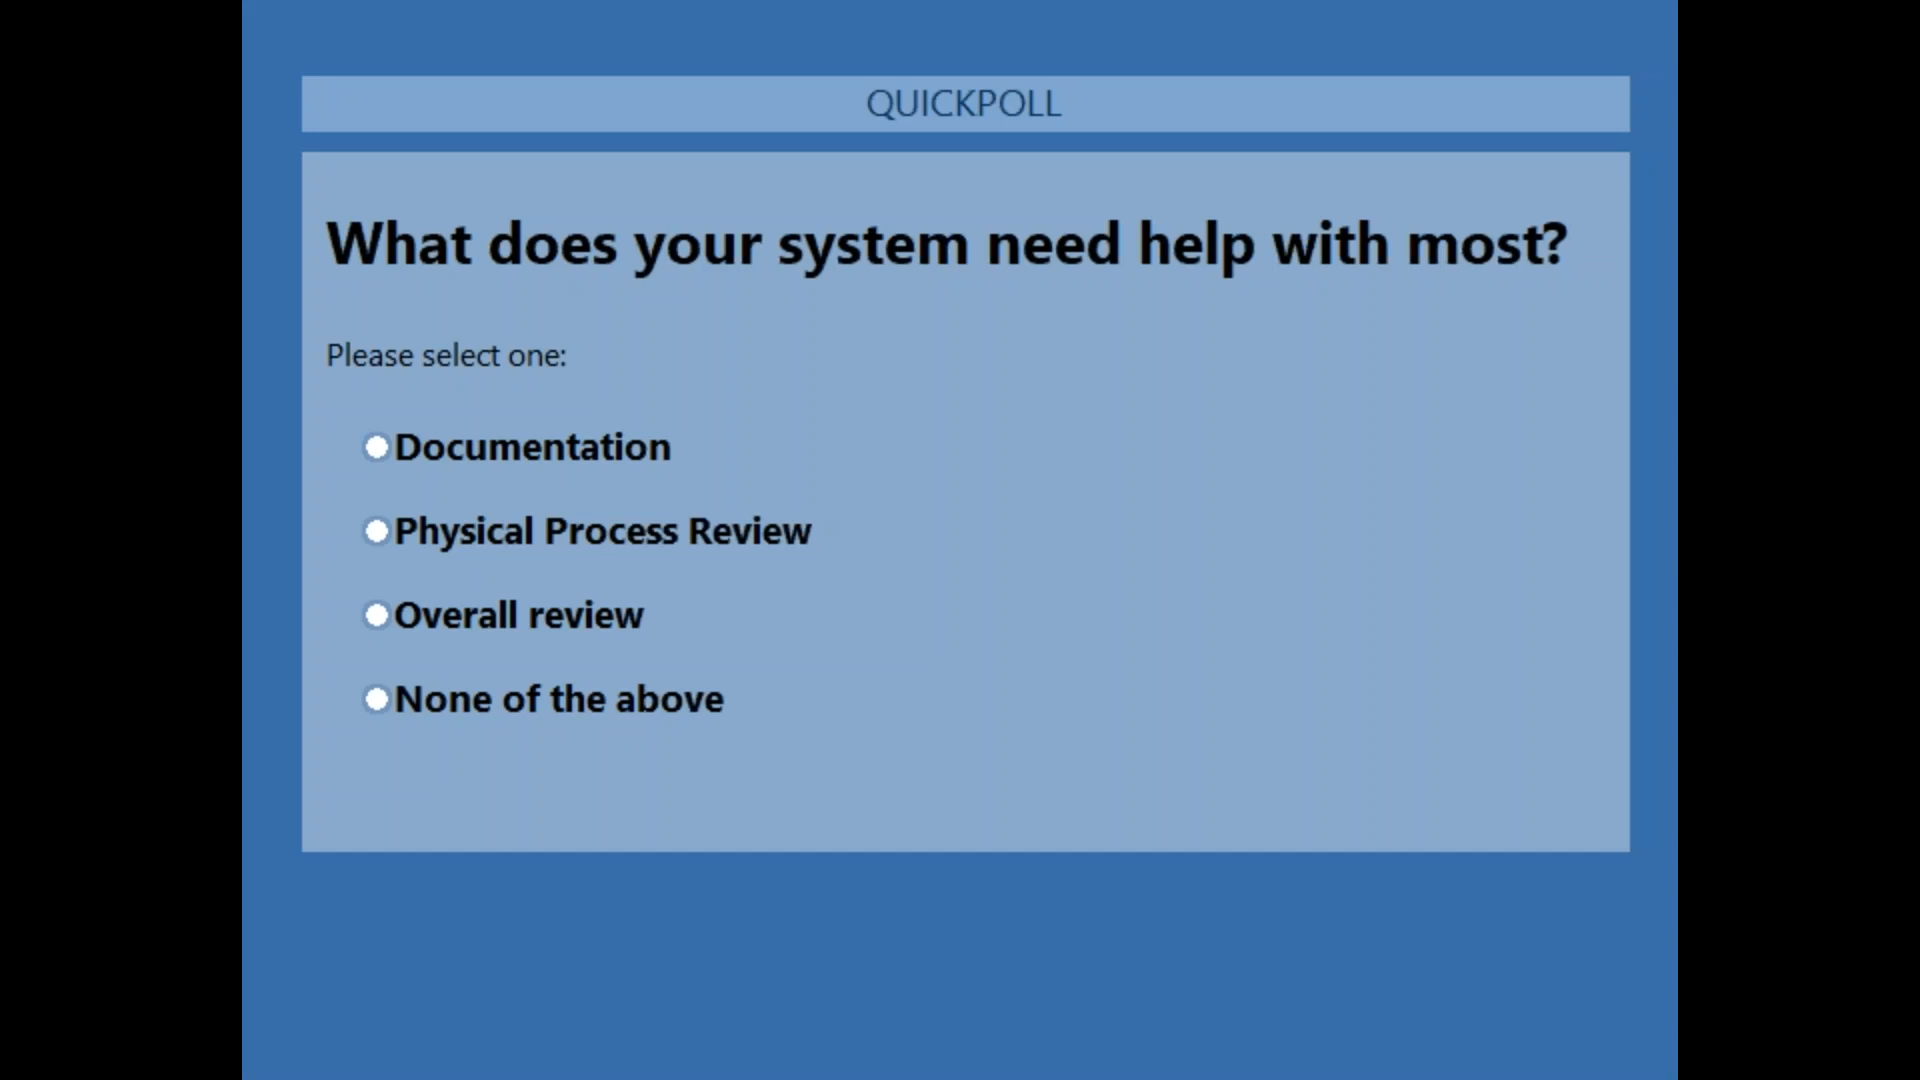 QUICKPOLL
What does your system need help with most?
Please select one:
Documentation
Physical Process Review
Overall review
None of the above